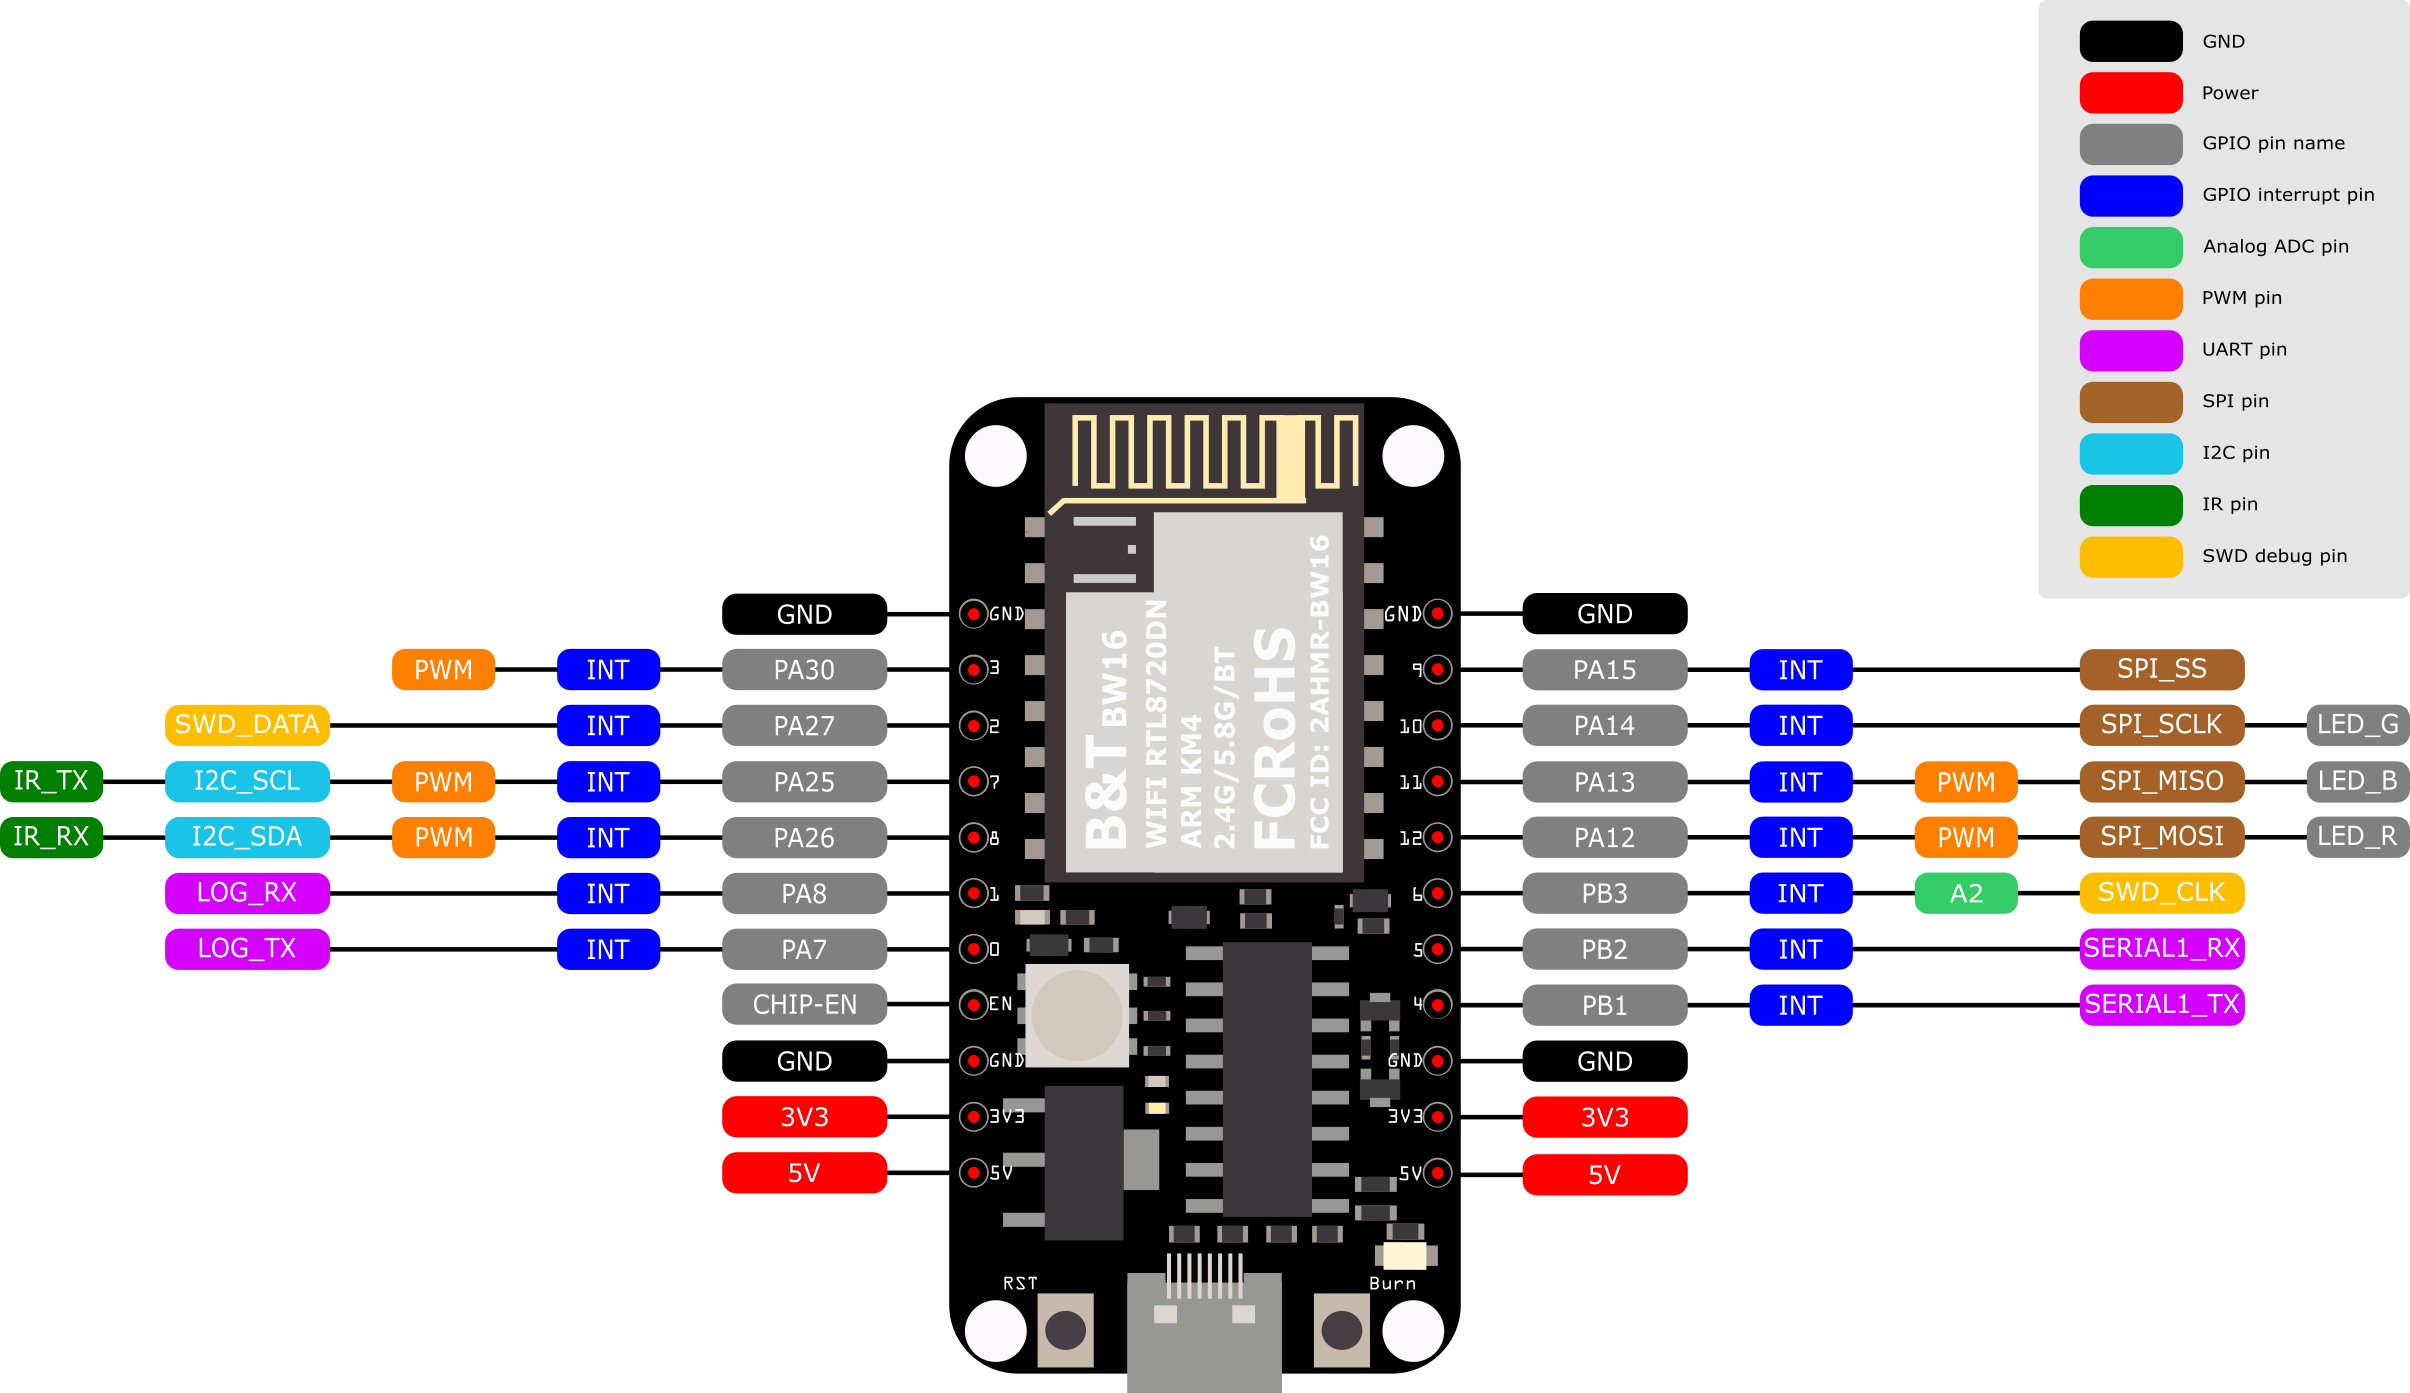 GND
Power
GPIO pin name
GPIO interrupt pin
Analog ADC pin
PWM pin
UART pin
SPI pin
I2C pin
IR pin
SWD debug pin
B&T BW16
WIFI RTL8720DN
ARM KM4
2.4G/5.8G/BT
FCRoHS
FCC ID: 2AHMR-BW16
GND GND GND GND
PWM INT PA30 3 9 PA15 INT SPI_SS
SWD_DATA INT PA27 2 10 PA14 INT SPI_SCLK LED_G
IR_TX I2C_SCL PWM INT PA25 7 11 PA13 INT PWM SPI_MISO LED_B
IR_RX I2C_SDA PWM INT PA26 8 12 PA12 INT PWM SPI_MOSI LED_R
LOG_RX INT PA8 1 6 PB3 INT A2 SWD_CLK
LOG_TX INT PA7 0 5 PB2 INT SERIAL1_RX
CHIP-EN EN 4 PB1 INT SERIAL1_TX
GND GND GND GND
3V3 3V3 3V3 3V3
5V 5V 5V 5V
RST Burn